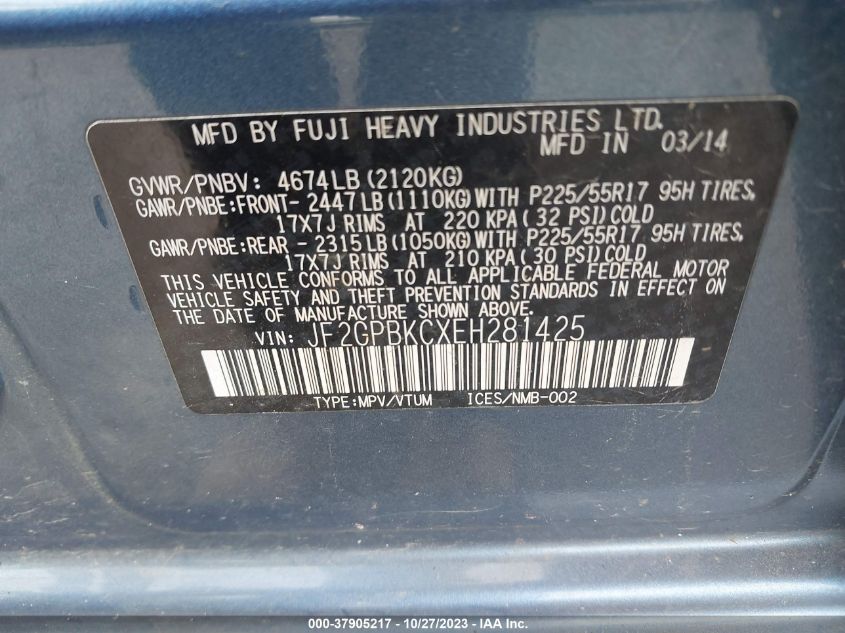 MFD BY FUJI HEAVY INDUSTRIES LTD.
MFD IN 03/14
GVWR/PNBV: 4674LB(2120KG)
GAWR/PNBE:FRONT- 2447LB(1110KG)WITH P225/55R17 95H TIRES,
17X7J RIMS AT 220 KPA(32 PSI)COLD
GAWR/PNBE:REAR - 2315LB(1050KG)WITH P225/55R17 95H TIRES,
17X7J RIMS AT 210 KPA(30 PSI)COLD
THIS VEHICLE CONFORMS TO ALL APPLICABLE FEDERAL MOTOR
VEHICLE SAFETY AND THEFT PREVENTION STANDARDS IN EFFECT ON
THE DATE OF MANUFACTURE SHOWN ABOVE.
VIN: JF2GPBKCXEH281425
TYPE:MPV/VTUM ICES/NMB-002
000-37905217 - 10/27/2023 - IAA, Inc.